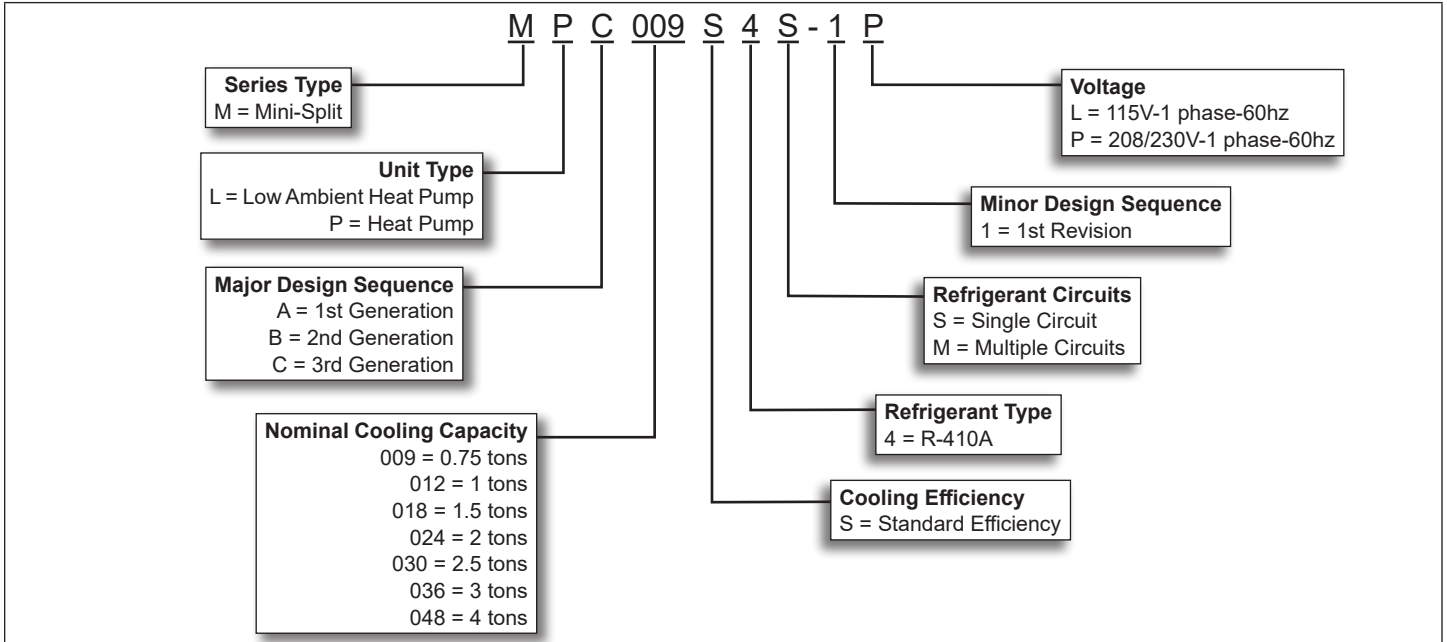 M P C 009 S 4 S - 1 P
Series Type
M = Mini-Split
Unit Type
L = Low Ambient Heat Pump
P = Heat Pump
Major Design Sequence
A = 1st Generation
B = 2nd Generation
C = 3rd Generation
Nominal Cooling Capacity
009 = 0.75 tons
012 = 1 tons
018 = 1.5 tons
024 = 2 tons
030 = 2.5 tons
036 = 3 tons
048 = 4 tons
Voltage
L = 115V-1 phase-60hz
P = 208/230V-1 phase-60hz
Minor Design Sequence
1 = 1st Revision
Refrigerant Circuits
S = Single Circuit
M = Multiple Circuits
Refrigerant Type
4 = R-410A
Cooling Efficiency
S = Standard Efficiency